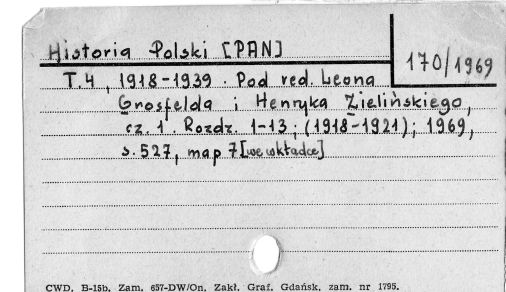 Historia Polski [PAN]
170/1969
T.4, 1918-1939. Pod red. Leona
Grosfelda i Henryka Zielińskiego,
cz. 1. Rozdz. 1-13; (1918-1921); 1969,
s. 527, map 7 [we wkładce]
CWD, B-15b, Zam. 657-DW/On, Zakł. Graf. Gdańsk, zam. nr 1795.